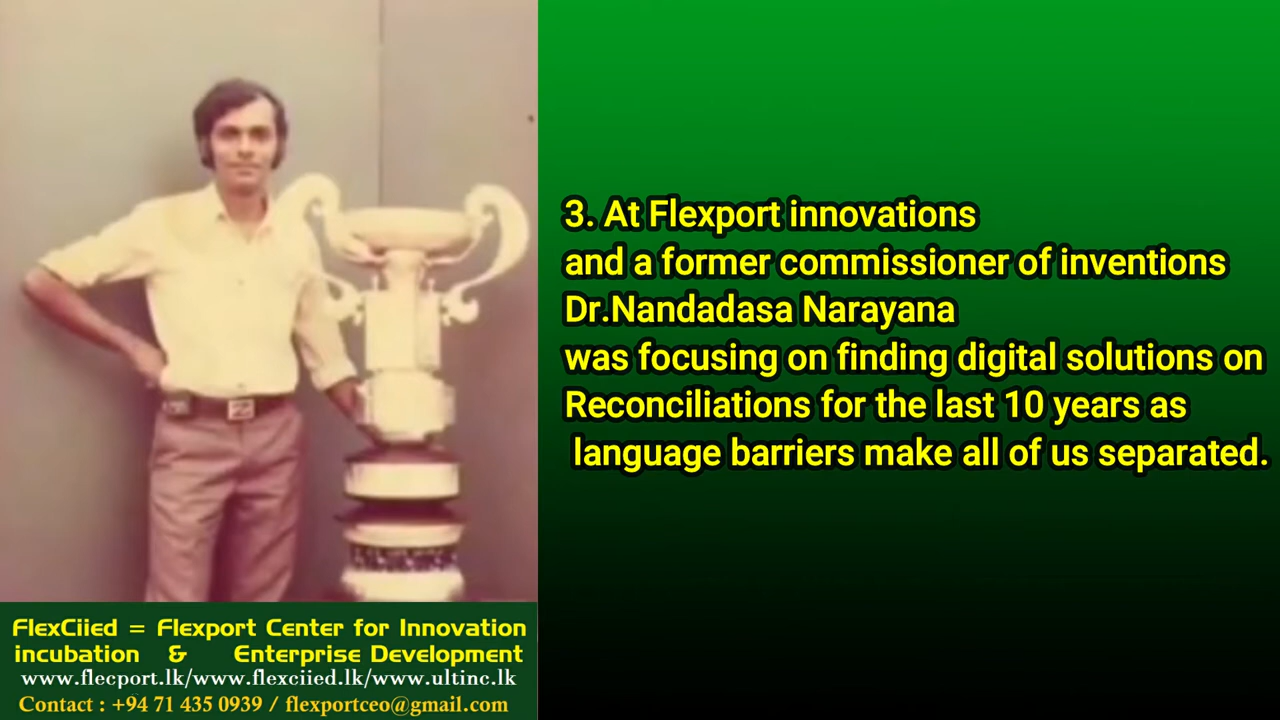 3. At Flexport innovations
and a former commissioner of inventions
Dr.Nandadasa Narayana
was focusing on finding digital solutions on
Reconciliations for the last 10 years as
language barriers make all of us separated.
FlexCiied = Flexport Center for Innovation
incubation & Enterprise Development
www.flecport.lk/www.flexciied.lk/www.ultinc.lk
Contact : +94 71 435 0939 / flexportceo@gmail.com